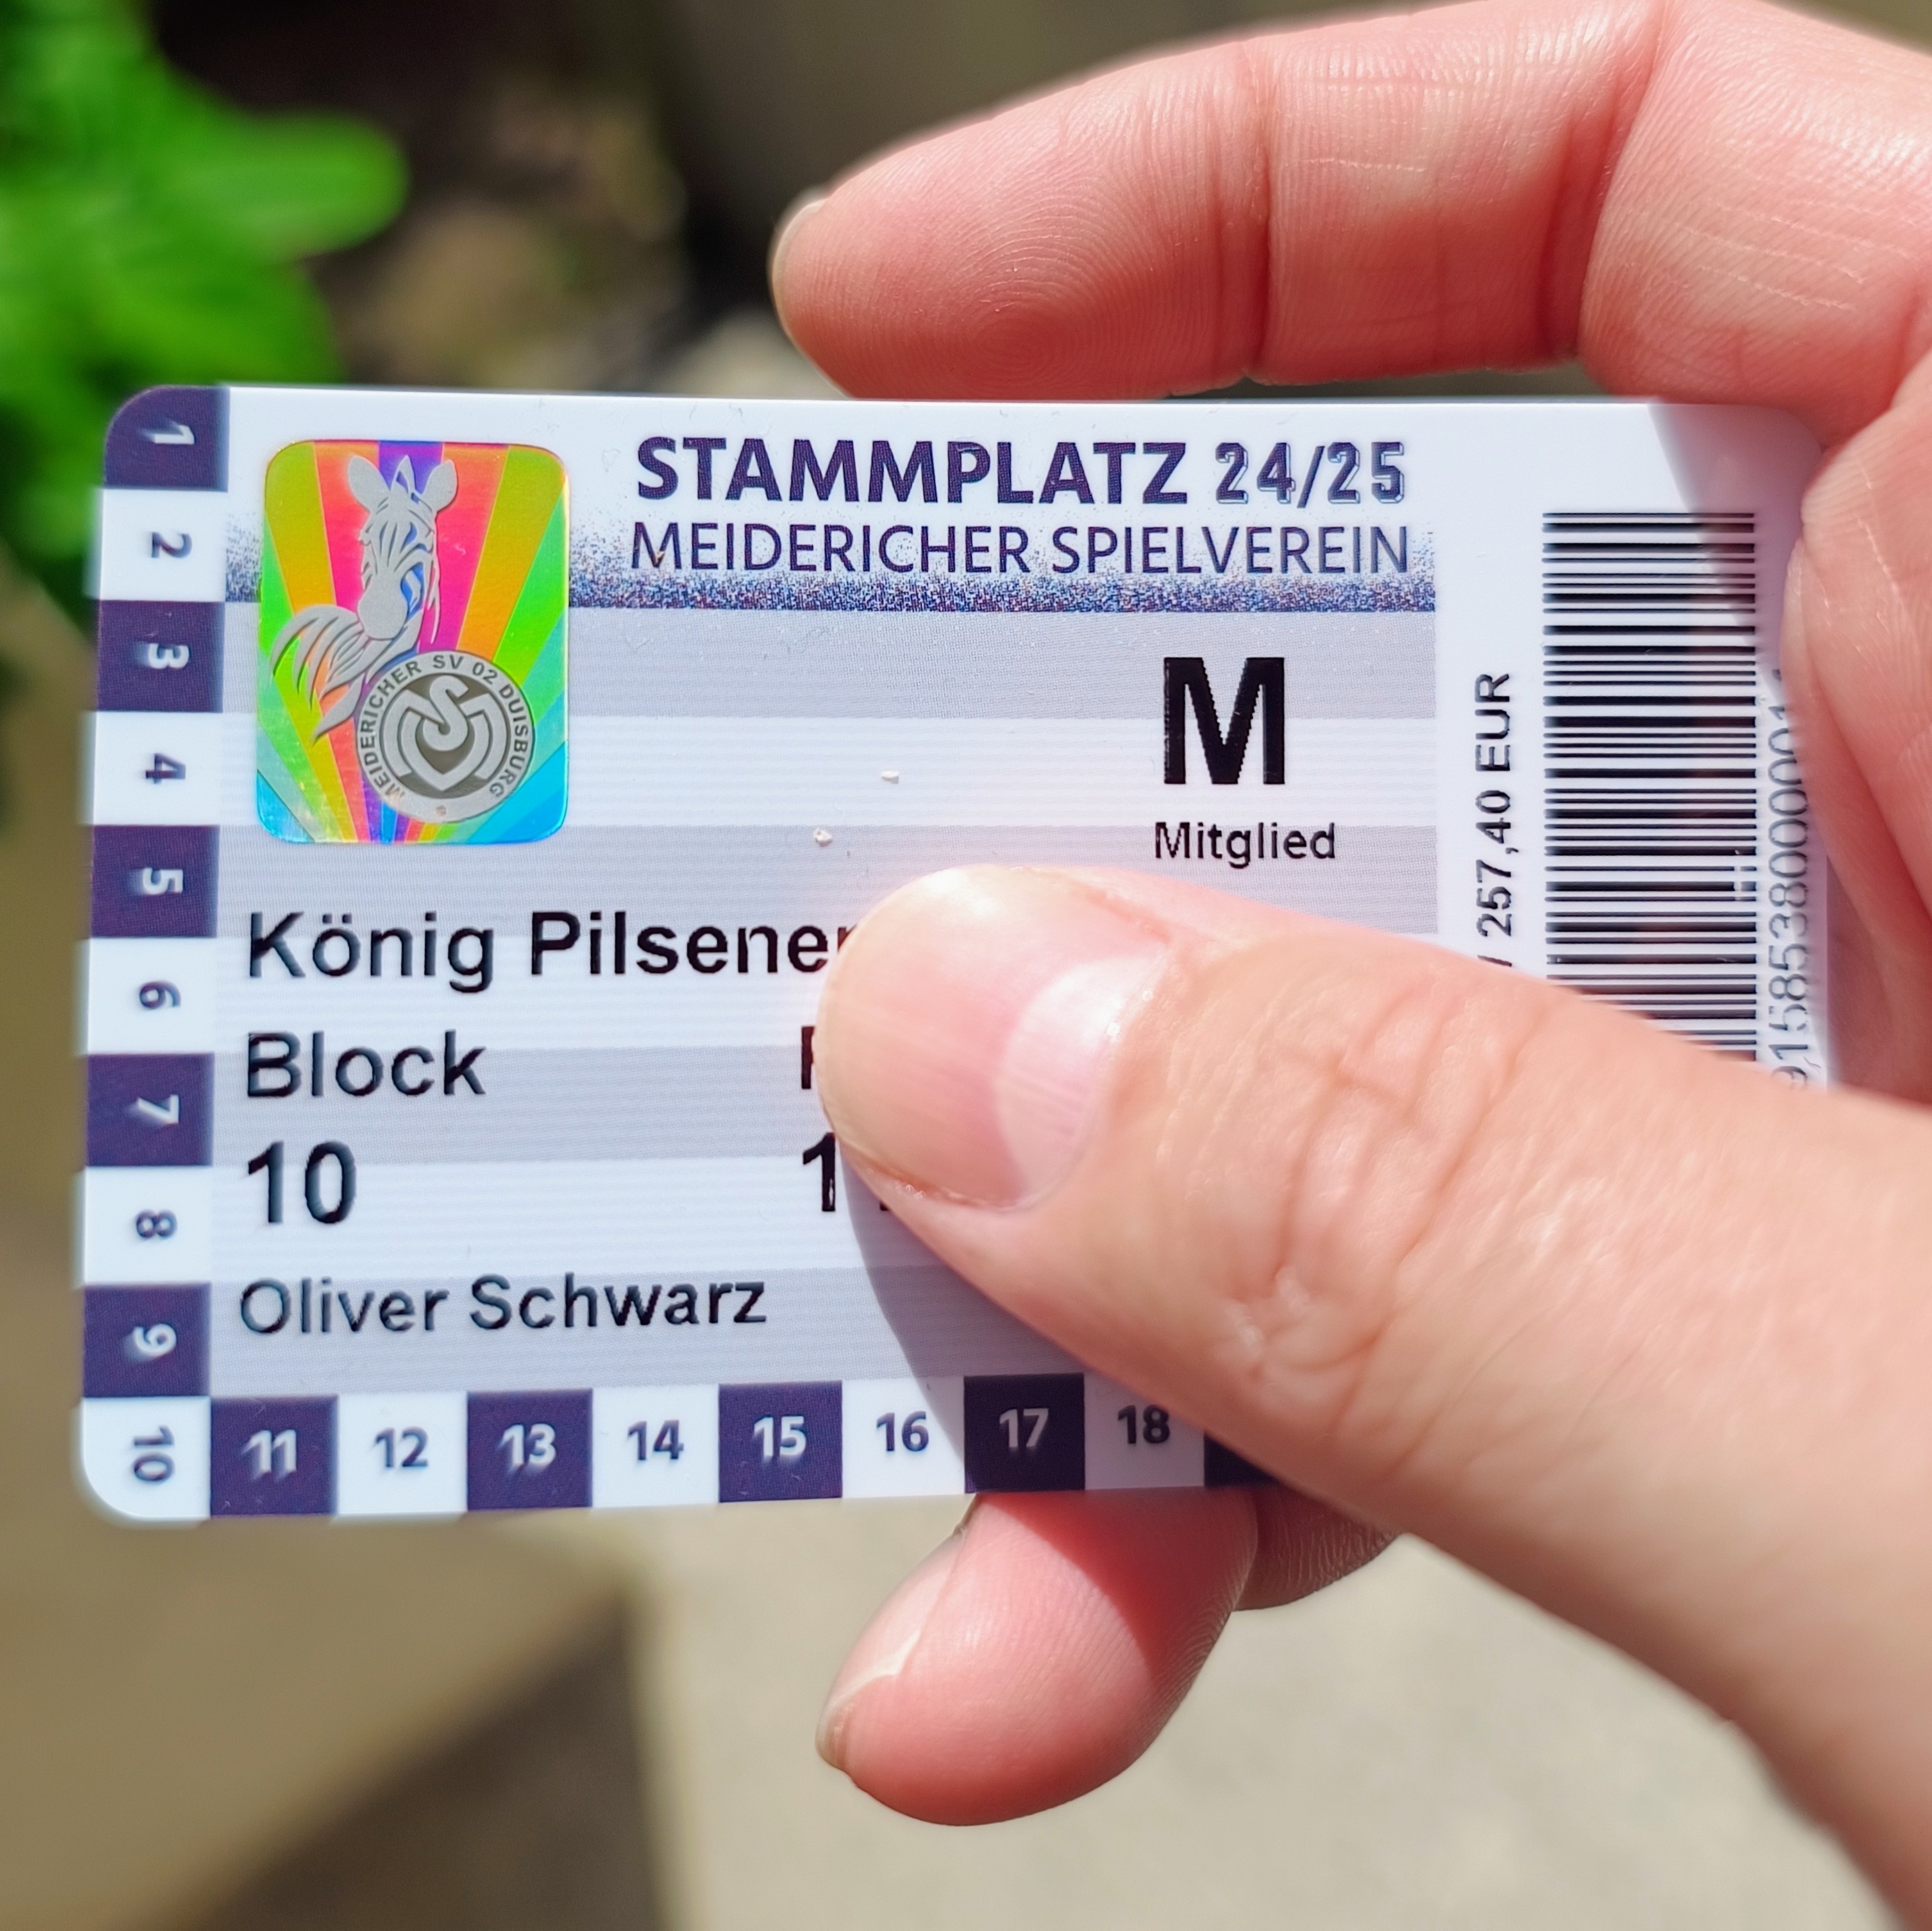 STAMMPLATZ 24/25
MEIDERICHER SPIELVEREIN
MEIDERICHER SV 02 DUISBURG
M
Mitglied
König Pilsener
Block
10
Oliver Schwarz
257,40 EUR
1
2
3
4
5
6
7
8
9
10
11
12
13
14
15
16
17
18